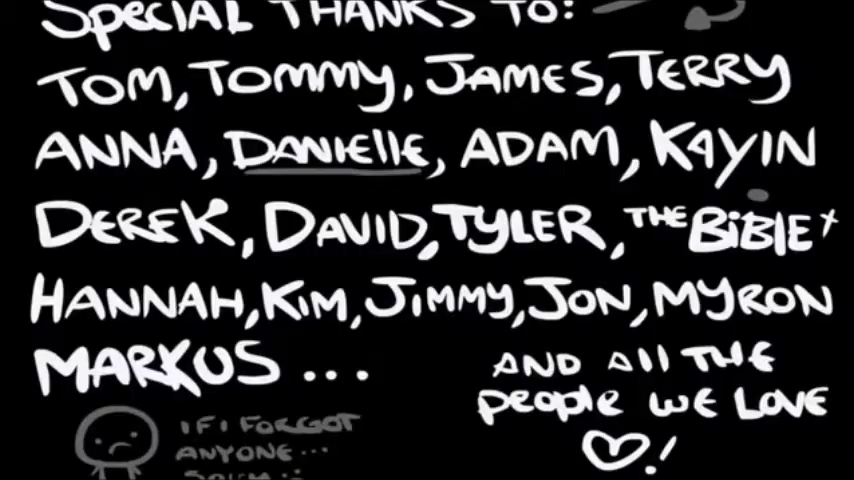 SpeciAL THANKS TO:
TOM, TOMMY, JAMES, TERRY
ANNA, DANIElle, ADAM, KAYIN
DEREK, DAVID, TYLER, THE BiBLE
HANNAH, KiM, JiMMY, JON, MYRON
MARKUS ...
AND All THE
people WE LOVE
♡!
IF I FORGOT
ANYONE...